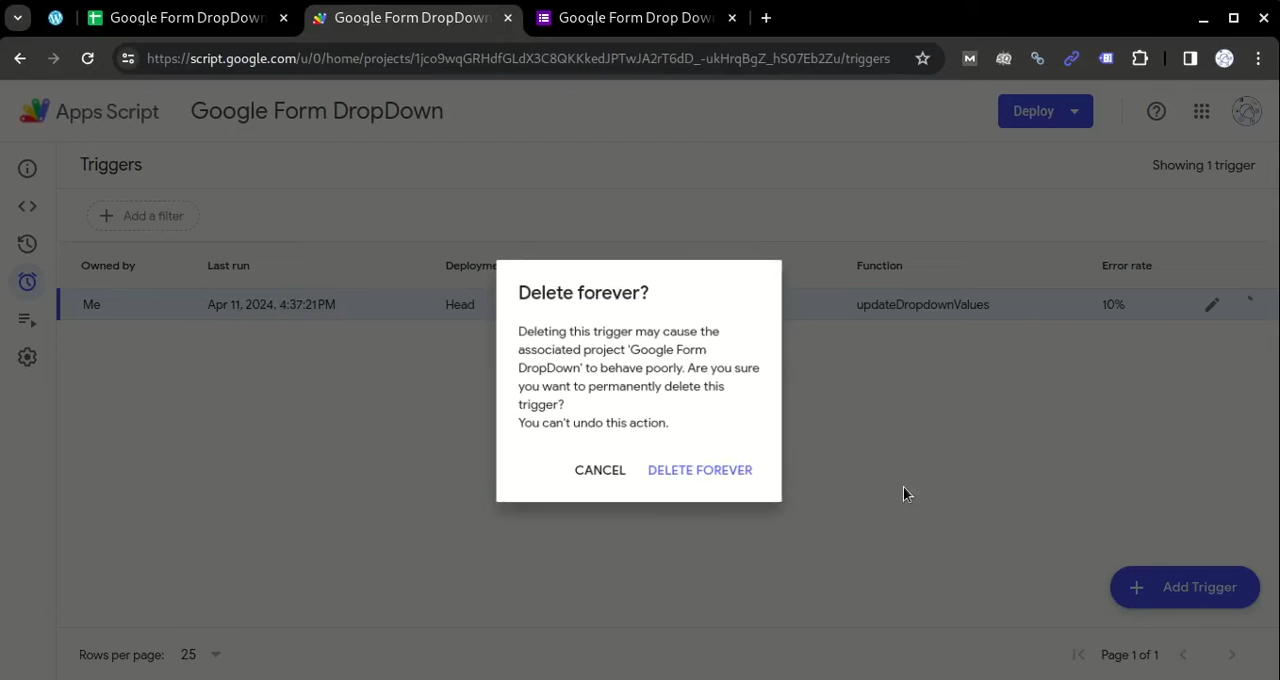 Google Form DropDown
Google Form DropDown
Google Form Drop Dow
https://script.google.com/u/0/home/projects/1jco9wqGRHdfGLdX3C8QKKkedJPTwJA2rT6dD_-ukHrqBgZ_hS07Eb2Zu/triggers
Apps Script
Google Form DropDown
Deploy
Triggers
Showing 1 trigger
Add a filter
Owned by
Last run
Deployme
Function
Error rate
Me
Apr 11, 2024, 4:37:21 PM
Head
updateDropdownValues
10%
Delete forever?
Deleting this trigger may cause the
associated project 'Google Form
DropDown' to behave poorly. Are you sure
you want to permanently delete this
trigger?
You can't undo this action.
CANCEL
DELETE FOREVER
Add Trigger
Rows per page:
25
Page 1 of 1